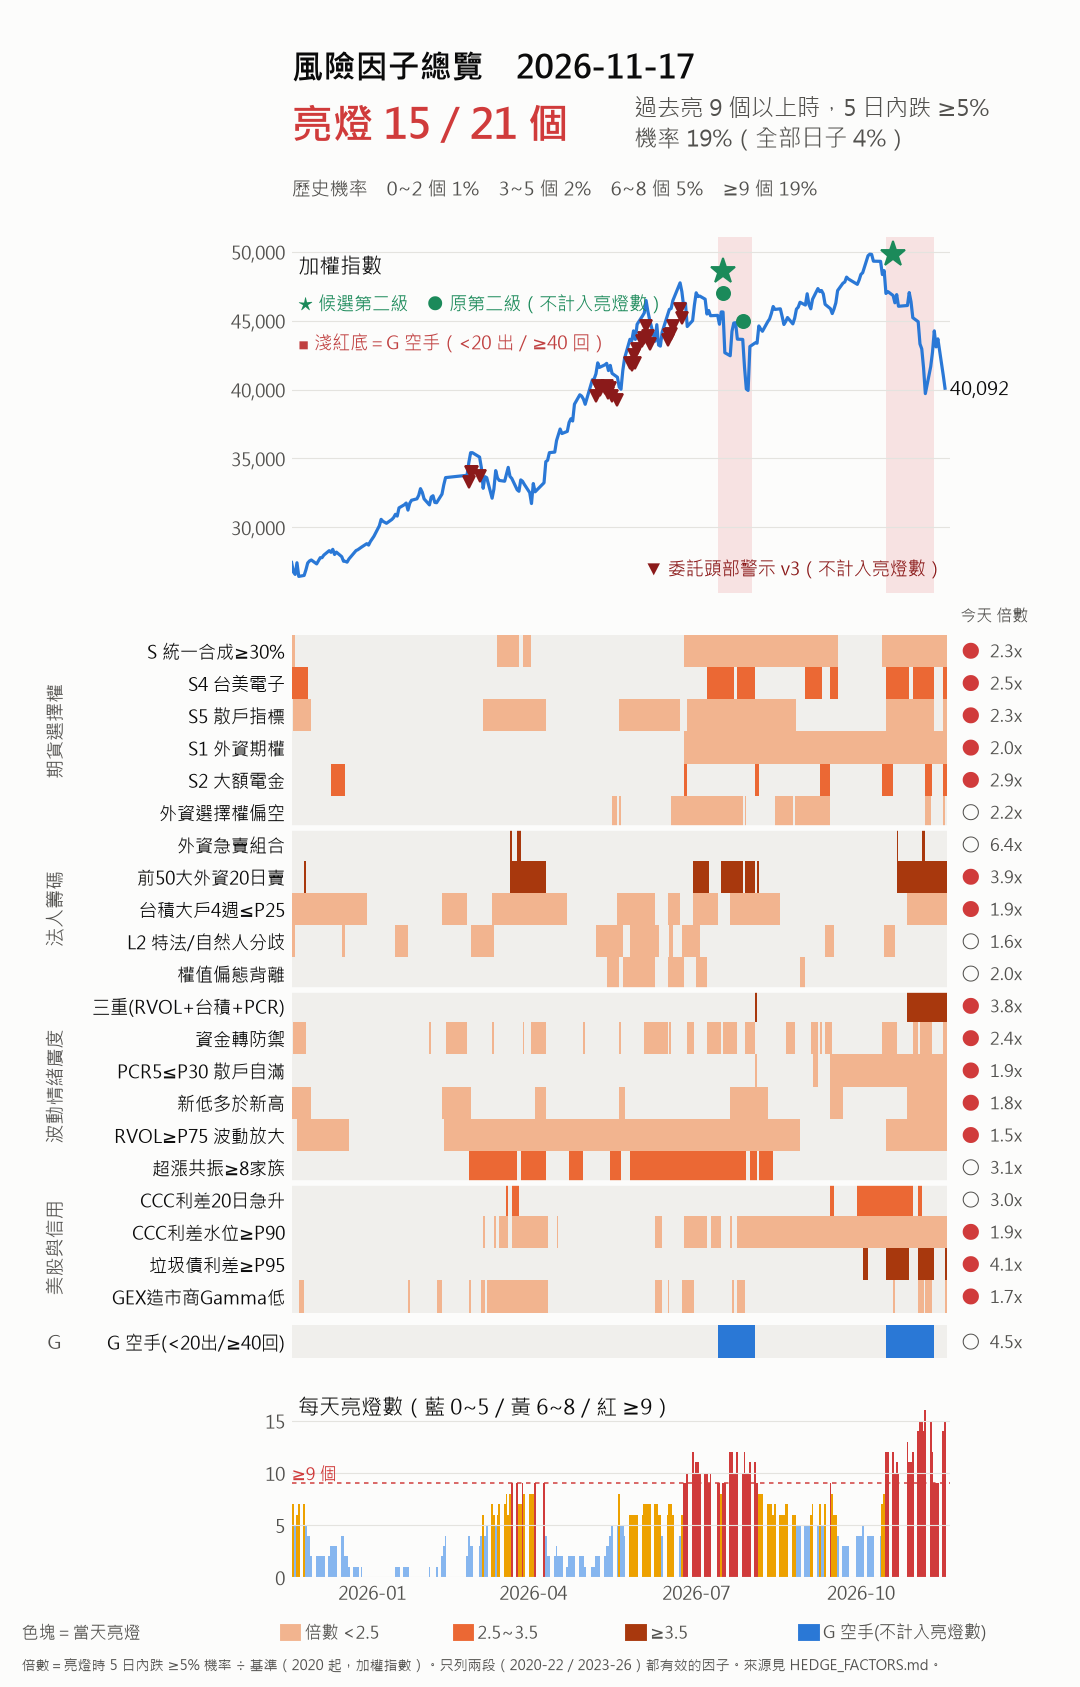 風險因子總覽 2026-11-17
亮燈 15 / 21 個
過去亮 9 個以上時，5 日內跌 ≥5%
機率 19%（全部日子 4%）
歷史機率 0~2 個 1% 3~5 個 2% 6~8 個 5% ≥9 個 19%
50,000
45,000
40,000
35,000
30,000
加權指數
★ 候選第二級 ● 原第二級（不計入亮燈數）
■ 淺紅底＝G 空手（<20 出 / ≥40 回）
40,092
▼ 委託頭部警示 v3（不計入亮燈數）
今天 倍數
期貨選擇權
S 統一合成≥30% 2.3x
S4 台美電子 2.5x
S5 散戶指標 2.3x
S1 外資期權 2.0x
S2 大額電金 2.9x
外資選擇權偏空 2.2x
法人籌碼
外資急賣組合 6.4x
前50大外資20日賣 3.9x
台積大戶4週≤P25 1.9x
L2 特法/自然人分歧 1.6x
權值偏態背離 2.0x
波動情緒廣度
三重(RVOL+台積+PCR) 3.8x
資金轉防禦 2.4x
PCR5≤P30 散戶自滿 1.9x
新低多於新高 1.8x
RVOL≥P75 波動放大 1.5x
超漲共振≥8家族 3.1x
美股與信用
CCC利差20日急升 3.0x
CCC利差水位≥P90 1.9x
垃圾債利差≥P95 4.1x
GEX造市商Gamma低 1.7x
G
G 空手(<20出/≥40回) 4.5x
每天亮燈數（藍 0~5 / 黃 6~8 / 紅 ≥9）
15
10
≥9 個
5
0
2026-01 2026-04 2026-07 2026-10
色塊＝當天亮燈 倍數 <2.5 2.5~3.5 ≥3.5 G 空手(不計入亮燈數)
倍數＝亮燈時 5 日內跌 ≥5% 機率 ÷ 基準（2020 起，加權指數）。只列兩段（2020-22 / 2023-26）都有效的因子。來源見 HEDGE_FACTORS.md。